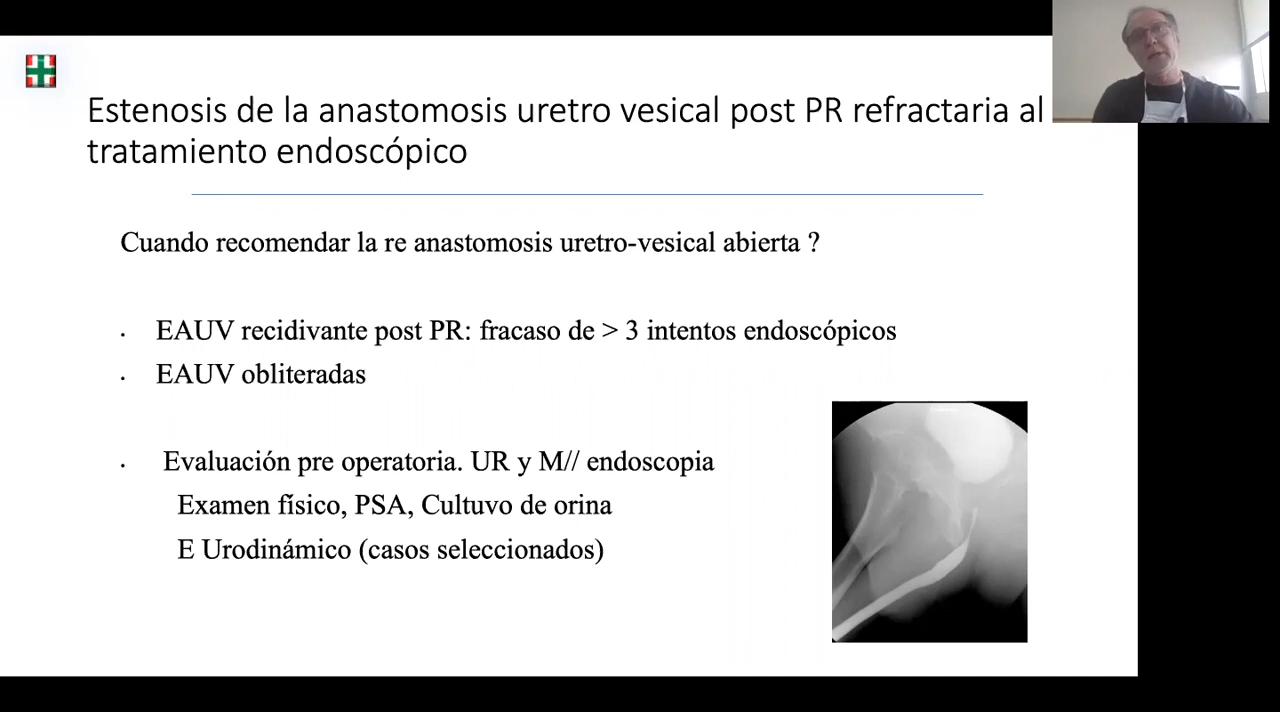 Estenosis de la anastomosis uretro vesical post PR refractaria al
tratamiento endoscópico
Cuando recomendar la re anastomosis uretro-vesical abierta ?
· EAUV recidivante post PR: fracaso de > 3 intentos endoscópicos
· EAUV obliteradas
· Evaluación pre operatoria. UR y M// endoscopia
Examen físico, PSA, Cultuvo de orina
E Urodinámico (casos seleccionados)